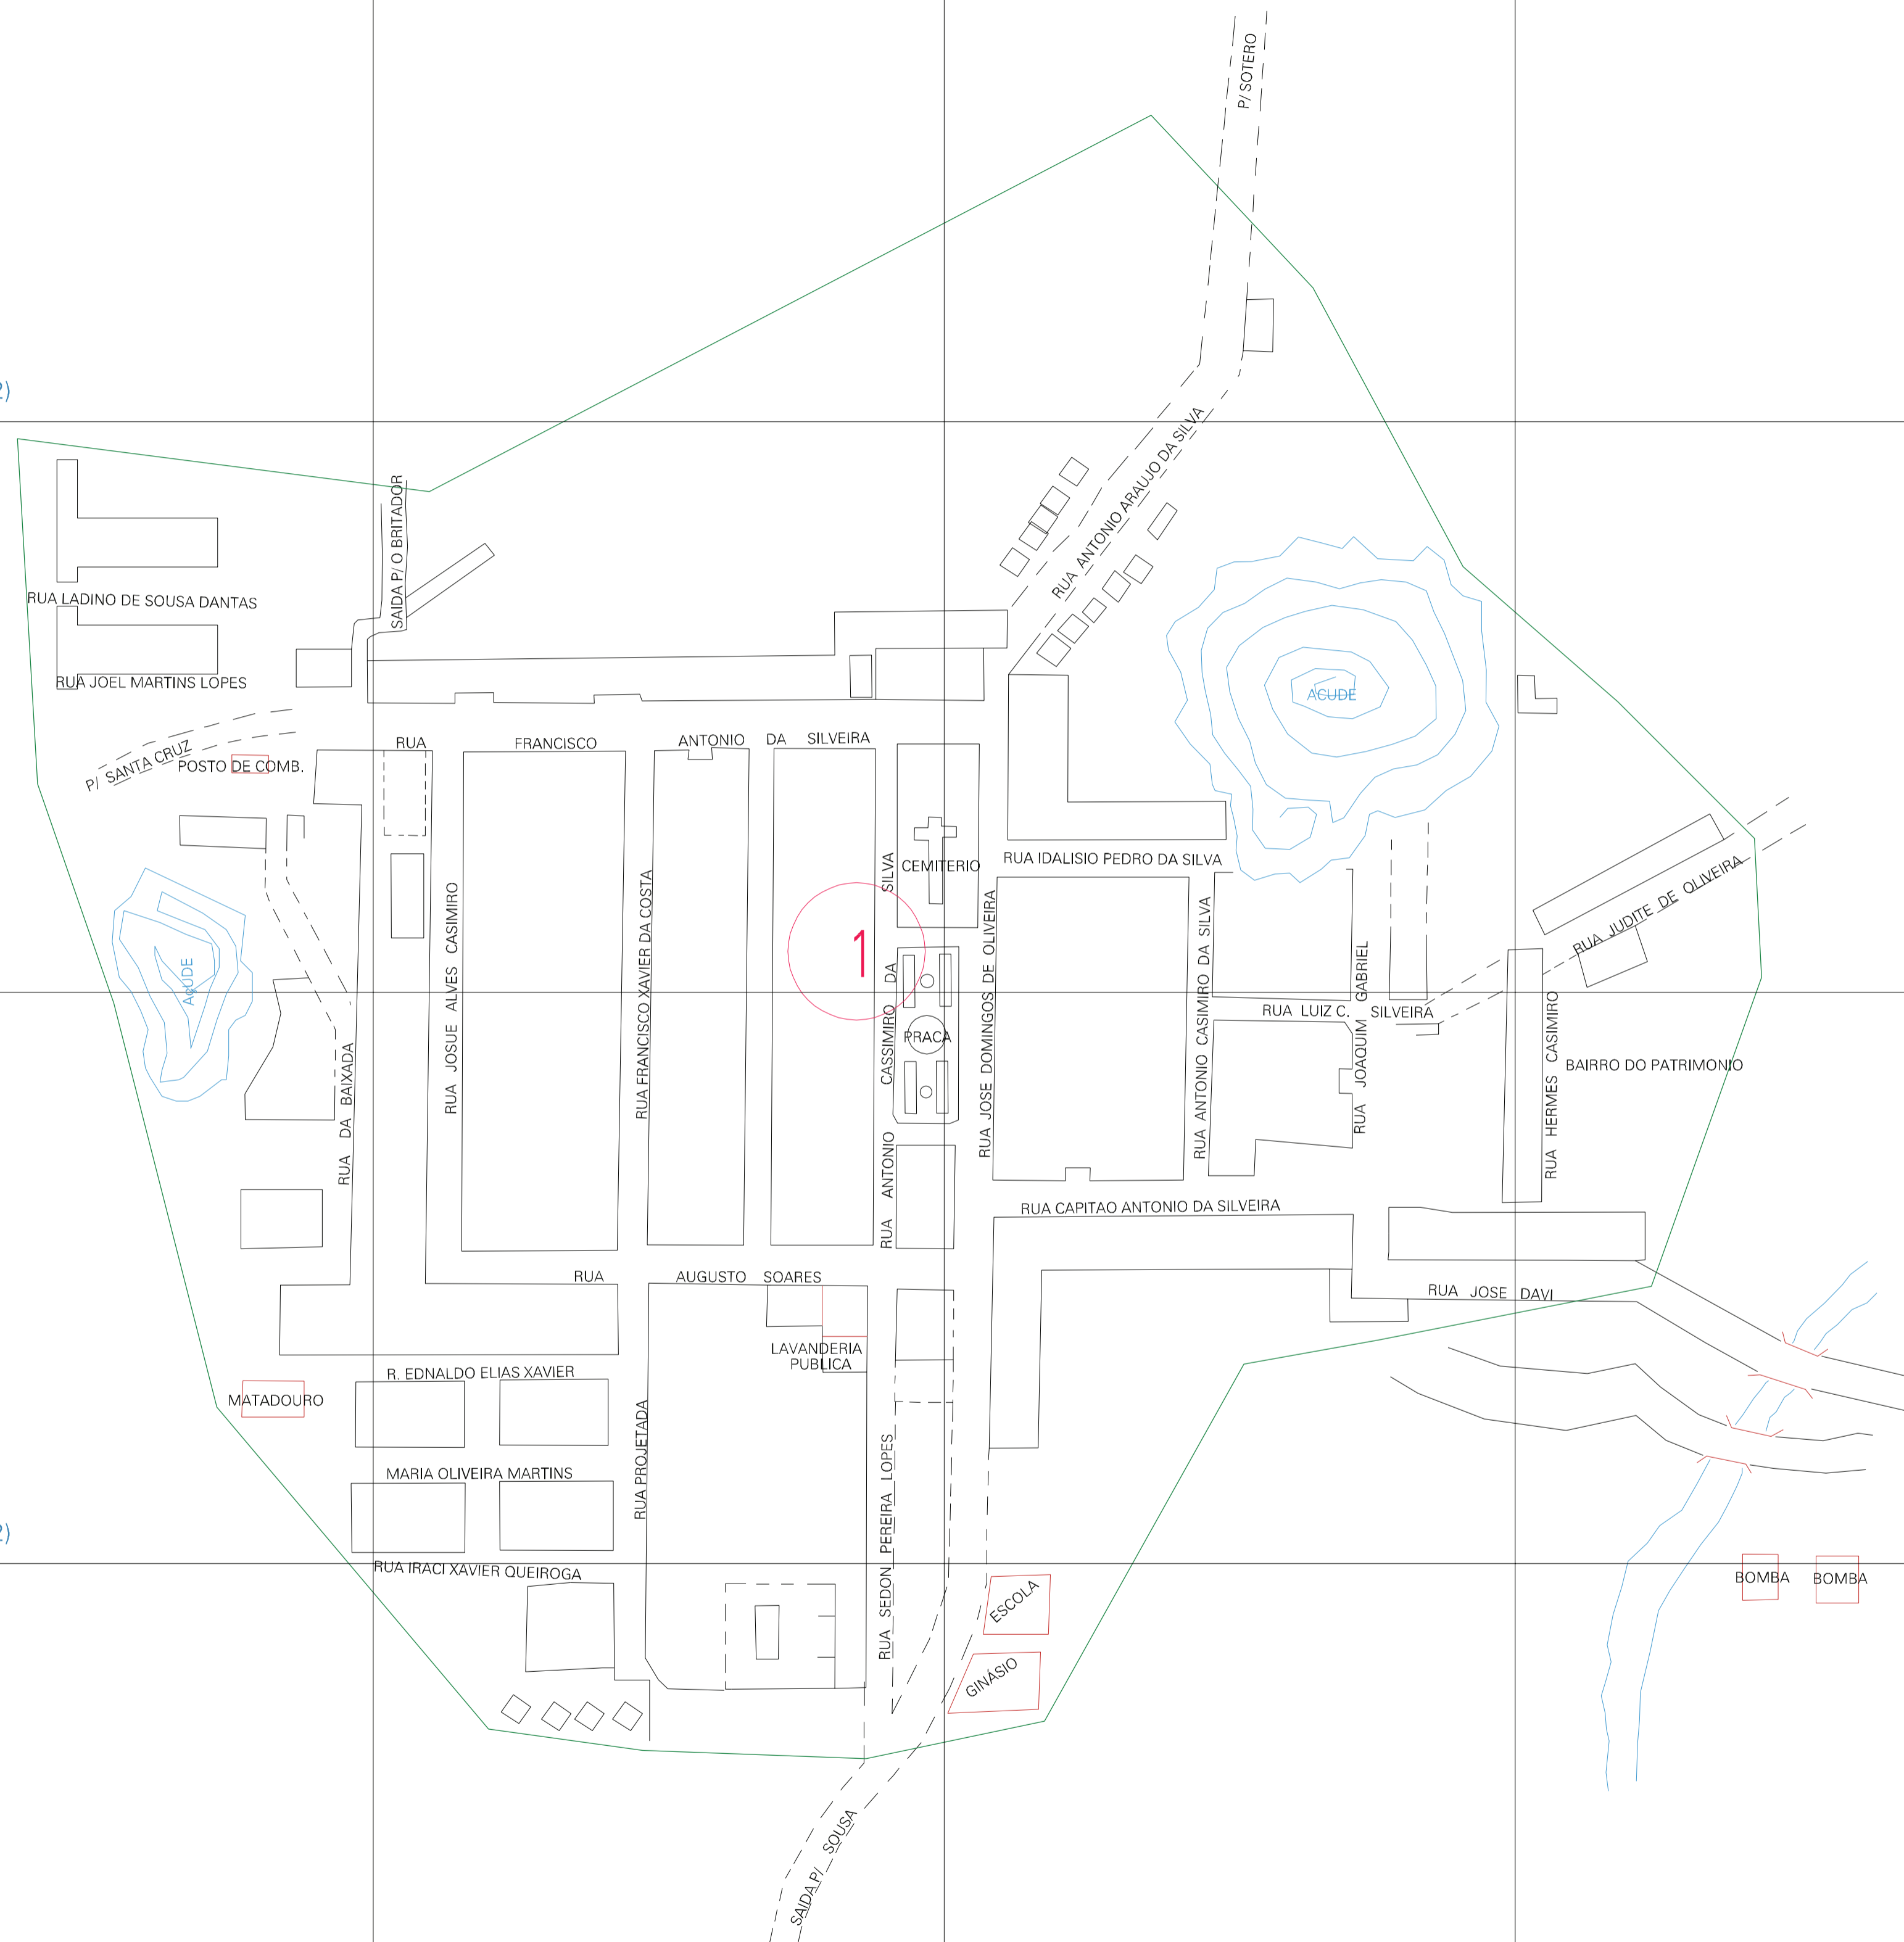 P/ SOTERO
2)
RUA ANTONIO ARAUJO DA SILVA
SAIDA P/ O BRITADOR
RUA LADINO DE SOUSA DANTAS
RUA JOEL MARTINS LOPES
ACUDE
P/ SANTA CRUZ
POSTO DE COMB.
RUA FRANCISCO ANTONIO DA SILVEIRA
CEMITERIO
RUA IDALISIO PEDRO DA SILVA
RUA JUDITE DE OLIVEIRA
1
ACUDE
RUA DA BAIXADA
RUA JOSUE ALVES CASIMIRO
RUA FRANCISCO XAVIER DA COSTA
RUA ANTONIO CASSIMIRO DA SILVA
PRACA
RUA JOSE DOMINGOS DE OLIVEIRA
RUA ANTONIO CASIMIRO DA SILVA
RUA LUIZ C. SILVEIRA
RUA JOAQUIM GABRIEL
RUA HERMES CASIMIRO
BAIRRO DO PATRIMONIO
RUA CAPITAO ANTONIO DA SILVEIRA
RUA AUGUSTO SOARES
RUA JOSE DAVI
LAVANDERIA
PUBLICA
R. EDNALDO ELIAS XAVIER
MATADOURO
RUA PROJETADA
MARIA OLIVEIRA MARTINS
RUA SEDON PEREIRA LOPES
2)
RUA IRACI XAVIER QUEIROGA
ESCOLA
BOMBA
BOMBA
GINÁSIO
SAIDA P/ SOUSA